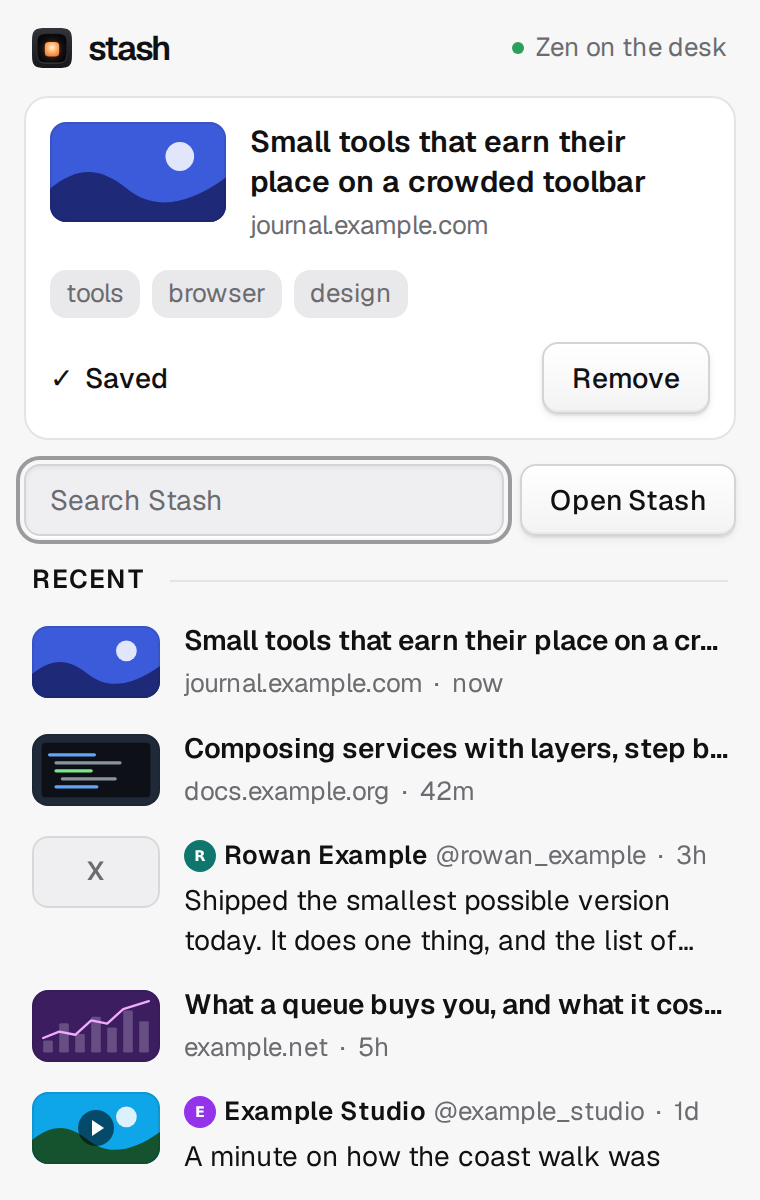 stash
Zen on the desk
Small tools that earn their
place on a crowded toolbar
journal.example.com
tools browser design
✓ Saved
Remove
Search Stash
Open Stash
RECENT
Small tools that earn their place on a cr…
journal.example.com · now
Composing services with layers, step b…
docs.example.org · 42m
X
R Rowan Example @rowan_example · 3h
Shipped the smallest possible version
today. It does one thing, and the list of…
What a queue buys you, and what it cos…
example.net · 5h
E Example Studio @example_studio · 1d
A minute on how the coast walk was